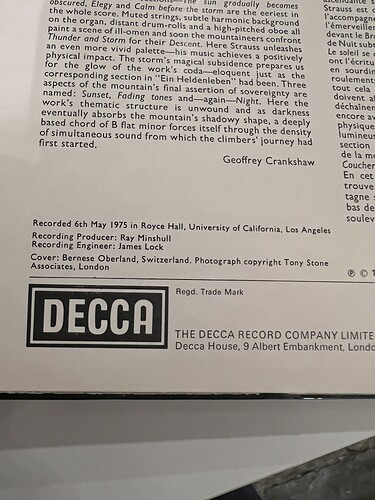 obscured, Elegy and Calm before the storm are the eeriest in
the whole score. Muted strings, subtle harmonic background
on the organ, distant drum-rolls and a high-pitched oboe all
paint a scene of ill-omen and soon the mountaineers confront
Thunder and Storm for their Descent. Here Strauss unleashes
an even more vivid palette—his music achieves a positively
physical impact. The storm's magical subsidence prepares us
for the glow of the work's coda—eloquent just as the
corresponding section in "Ein Heldenleben" had been. Three
aspects of the mountain's final assertion of sovereignty are
named: Sunset, Fading tones and—again—Night. Here the
work's thematic structure is unwound and as darkness
eventually absorbs the mountain's shadowy shape, a deeply
based chord of B flat minor forces itself through the density
of simultaneous sound from which the climbers' journey had
first started.
Geoffrey Crankshaw
Recorded 6th May 1975 in Royce Hall, University of California, Los Angeles
Recording Producer: Ray Minshull
Recording Engineer: James Lock
Cover: Bernese Oberland, Switzerland. Photograph copyright Tony Stone
Associates, London
DECCA
Regd. Trade Mark
THE DECCA RECORD COMPANY LIMITE
Decca House, 9 Albert Embankment, Londo
Strauss est
l'accompagne
l'émerveille
devant le Br
de Nuit subt
Le soleil se
ont l'écritu
en sourdin
roulements
tout cela
doivent af
déchaîner
encore av
physique
lumineus
section
de la mo
Coucher
En cet
trouve
tagne s
bas de
soulev
℗ © 1